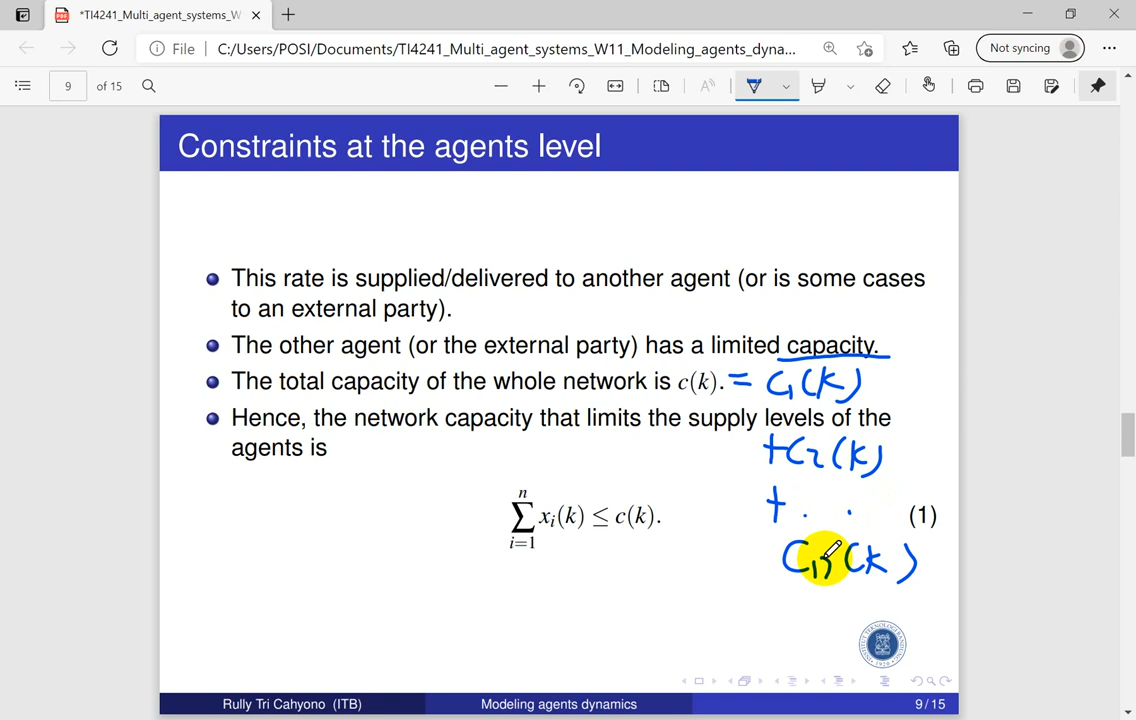 *TI4241_Multi_agent_systems_W
File C:/Users/POSI/Documents/TI4241_Multi_agent_systems_W11_Modeling_agents_dyna... Not syncing
9 of 15
Constraints at the agents level
This rate is supplied/delivered to another agent (or is some cases
to an external party).
The other agent (or the external party) has a limited capacity.
The total capacity of the whole network is c(k). = C₁(k)
Hence, the network capacity that limits the supply levels of the
agents is
+C₂(k)
n
∑ xᵢ(k) ≤ c(k). + . . (1)
i=1
Cₙ(k)
Rully Tri Cahyono (ITB) Modeling agents dynamics 9 / 15